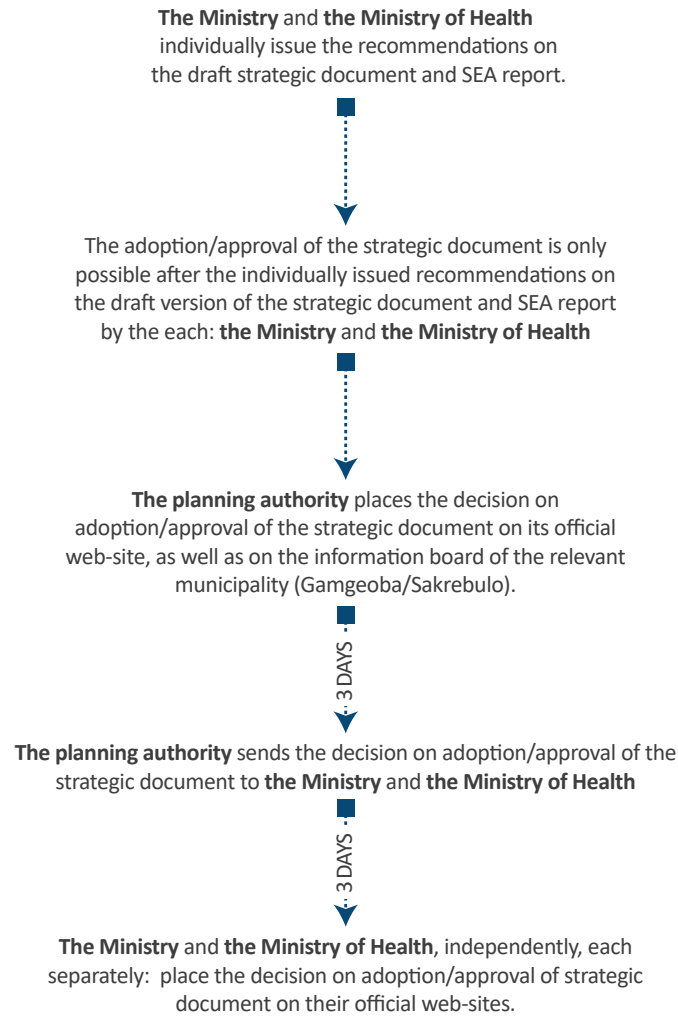 The Ministry and the Ministry of Health
individually issue the recommendations on
the draft strategic document and SEA report.
The adoption/approval of the strategic document is only
possible after the individually issued recommendations on
the draft version of the strategic document and SEA report
by the each: the Ministry and the Ministry of Health
The planning authority places the decision on
adoption/approval of the strategic document on its official
web-site, as well as on the information board of the relevant
municipality (Gamgeoba/Sakrebulo).
3 DAYS
The planning authority sends the decision on adoption/approval of the
strategic document to the Ministry and the Ministry of Health
3 DAYS
The Ministry and the Ministry of Health, independently, each
separately: place the decision on adoption/approval of strategic
document on their official web-sites.